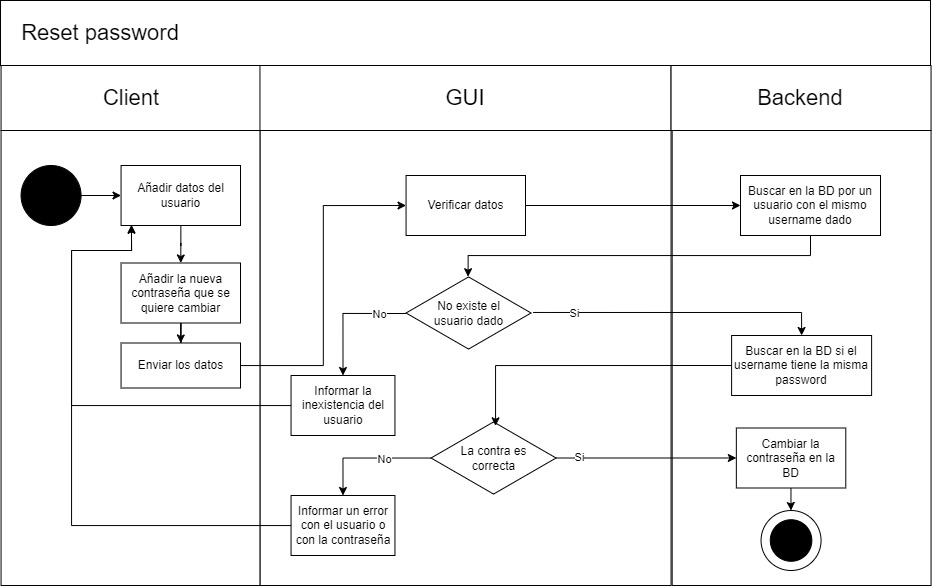 Reset password
Client
GUI
Backend
Añadir datos del
usuario
Verificar datos
Buscar en la BD por un
usuario con el mismo
username dado
Añadir la nueva
contraseña que se
quiere cambiar
No existe el
usuario dado
No
Si
Enviar los datos
Buscar en la BD si el
username tiene la misma
password
Informar la
inexistencia del
usuario
La contra es
correcta
No
Si
Cambiar la
contraseña en la
BD
Informar un error
con el usuario o
con la contraseña